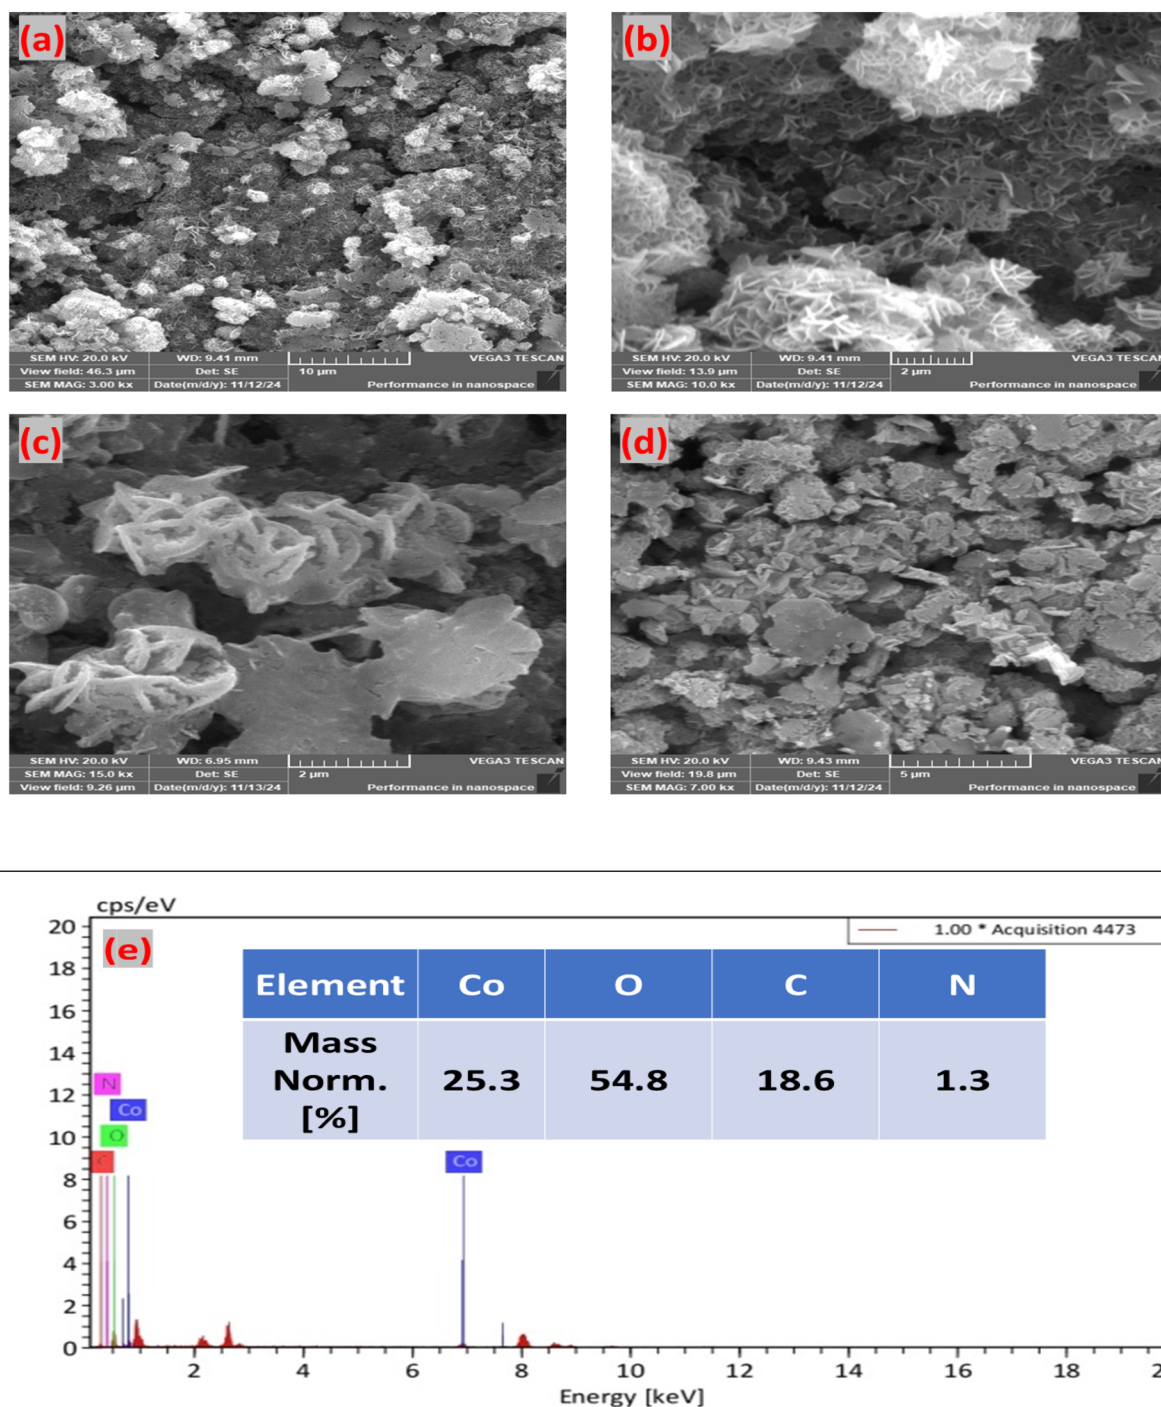 (a)
SEM HV: 20.0 kV WD: 9.41 mm VEGA3 TESCAN
View field: 46.3 µm Det: SE 10 µm
SEM MAG: 3.00 kx Date(m/d/y): 11/12/24 Performance in nanospace
(b)
SEM HV: 20.0 kV WD: 9.41 mm VEGA3 TESCAN
View field: 13.9 µm Det: SE 2 µm
SEM MAG: 10.0 kx Date(m/d/y): 11/12/24 Performance in nanospace
(c)
SEM HV: 20.0 kV WD: 6.95 mm VEGA3 TESCAN
SEM MAG: 15.0 kx Det: SE 2 µm
View field: 9.26 µm Date(m/d/y): 11/13/24 Performance in nanospace
(d)
SEM HV: 20.0 kV WD: 9.43 mm VEGA3 TESCAN
View field: 19.8 µm Det: SE 5 µm
SEM MAG: 7.00 kx Date(m/d/y): 11/12/24 Performance in nanospace
cps/eV
(e)
1.00 * Acquisition 4473
Element Co O C N
Mass Norm. [%] 25.3 54.8 18.6 1.3
20
18
16
14
12
10
8
6
4
2
0
N
Co
O
C
Co
2 4 6 8 10 12 14 16 18
Energy [keV]